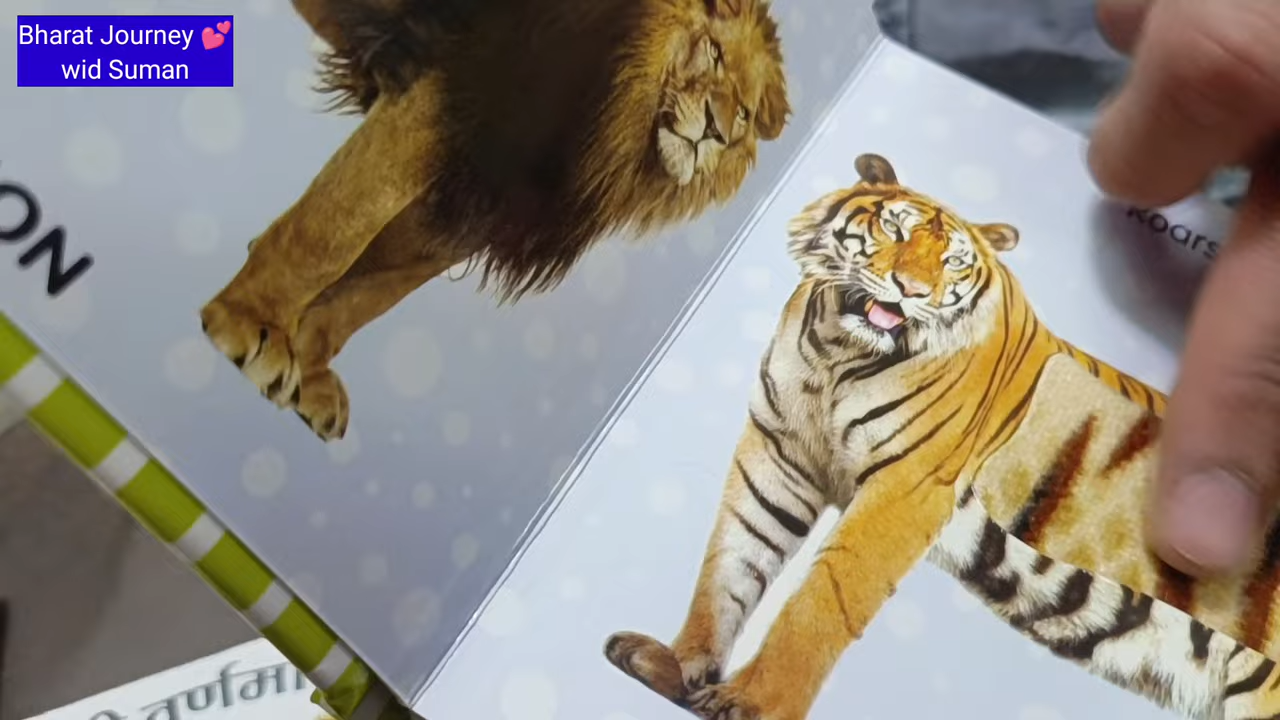 Bharat Journey 💕
wid Suman
ON
Roars
वर्णमा